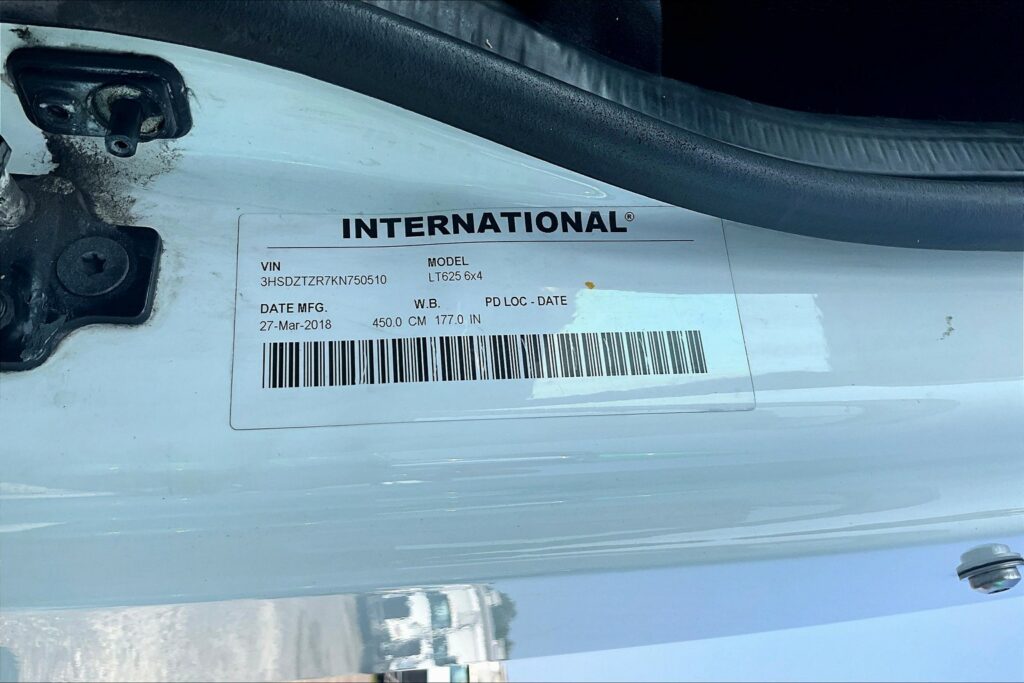 INTERNATIONAL®
VIN MODEL
3HSDZTZR7KN750510 LT625 6x4
DATE MFG. W.B. PD LOC - DATE
27-Mar-2018 450.0 CM 177.0 IN